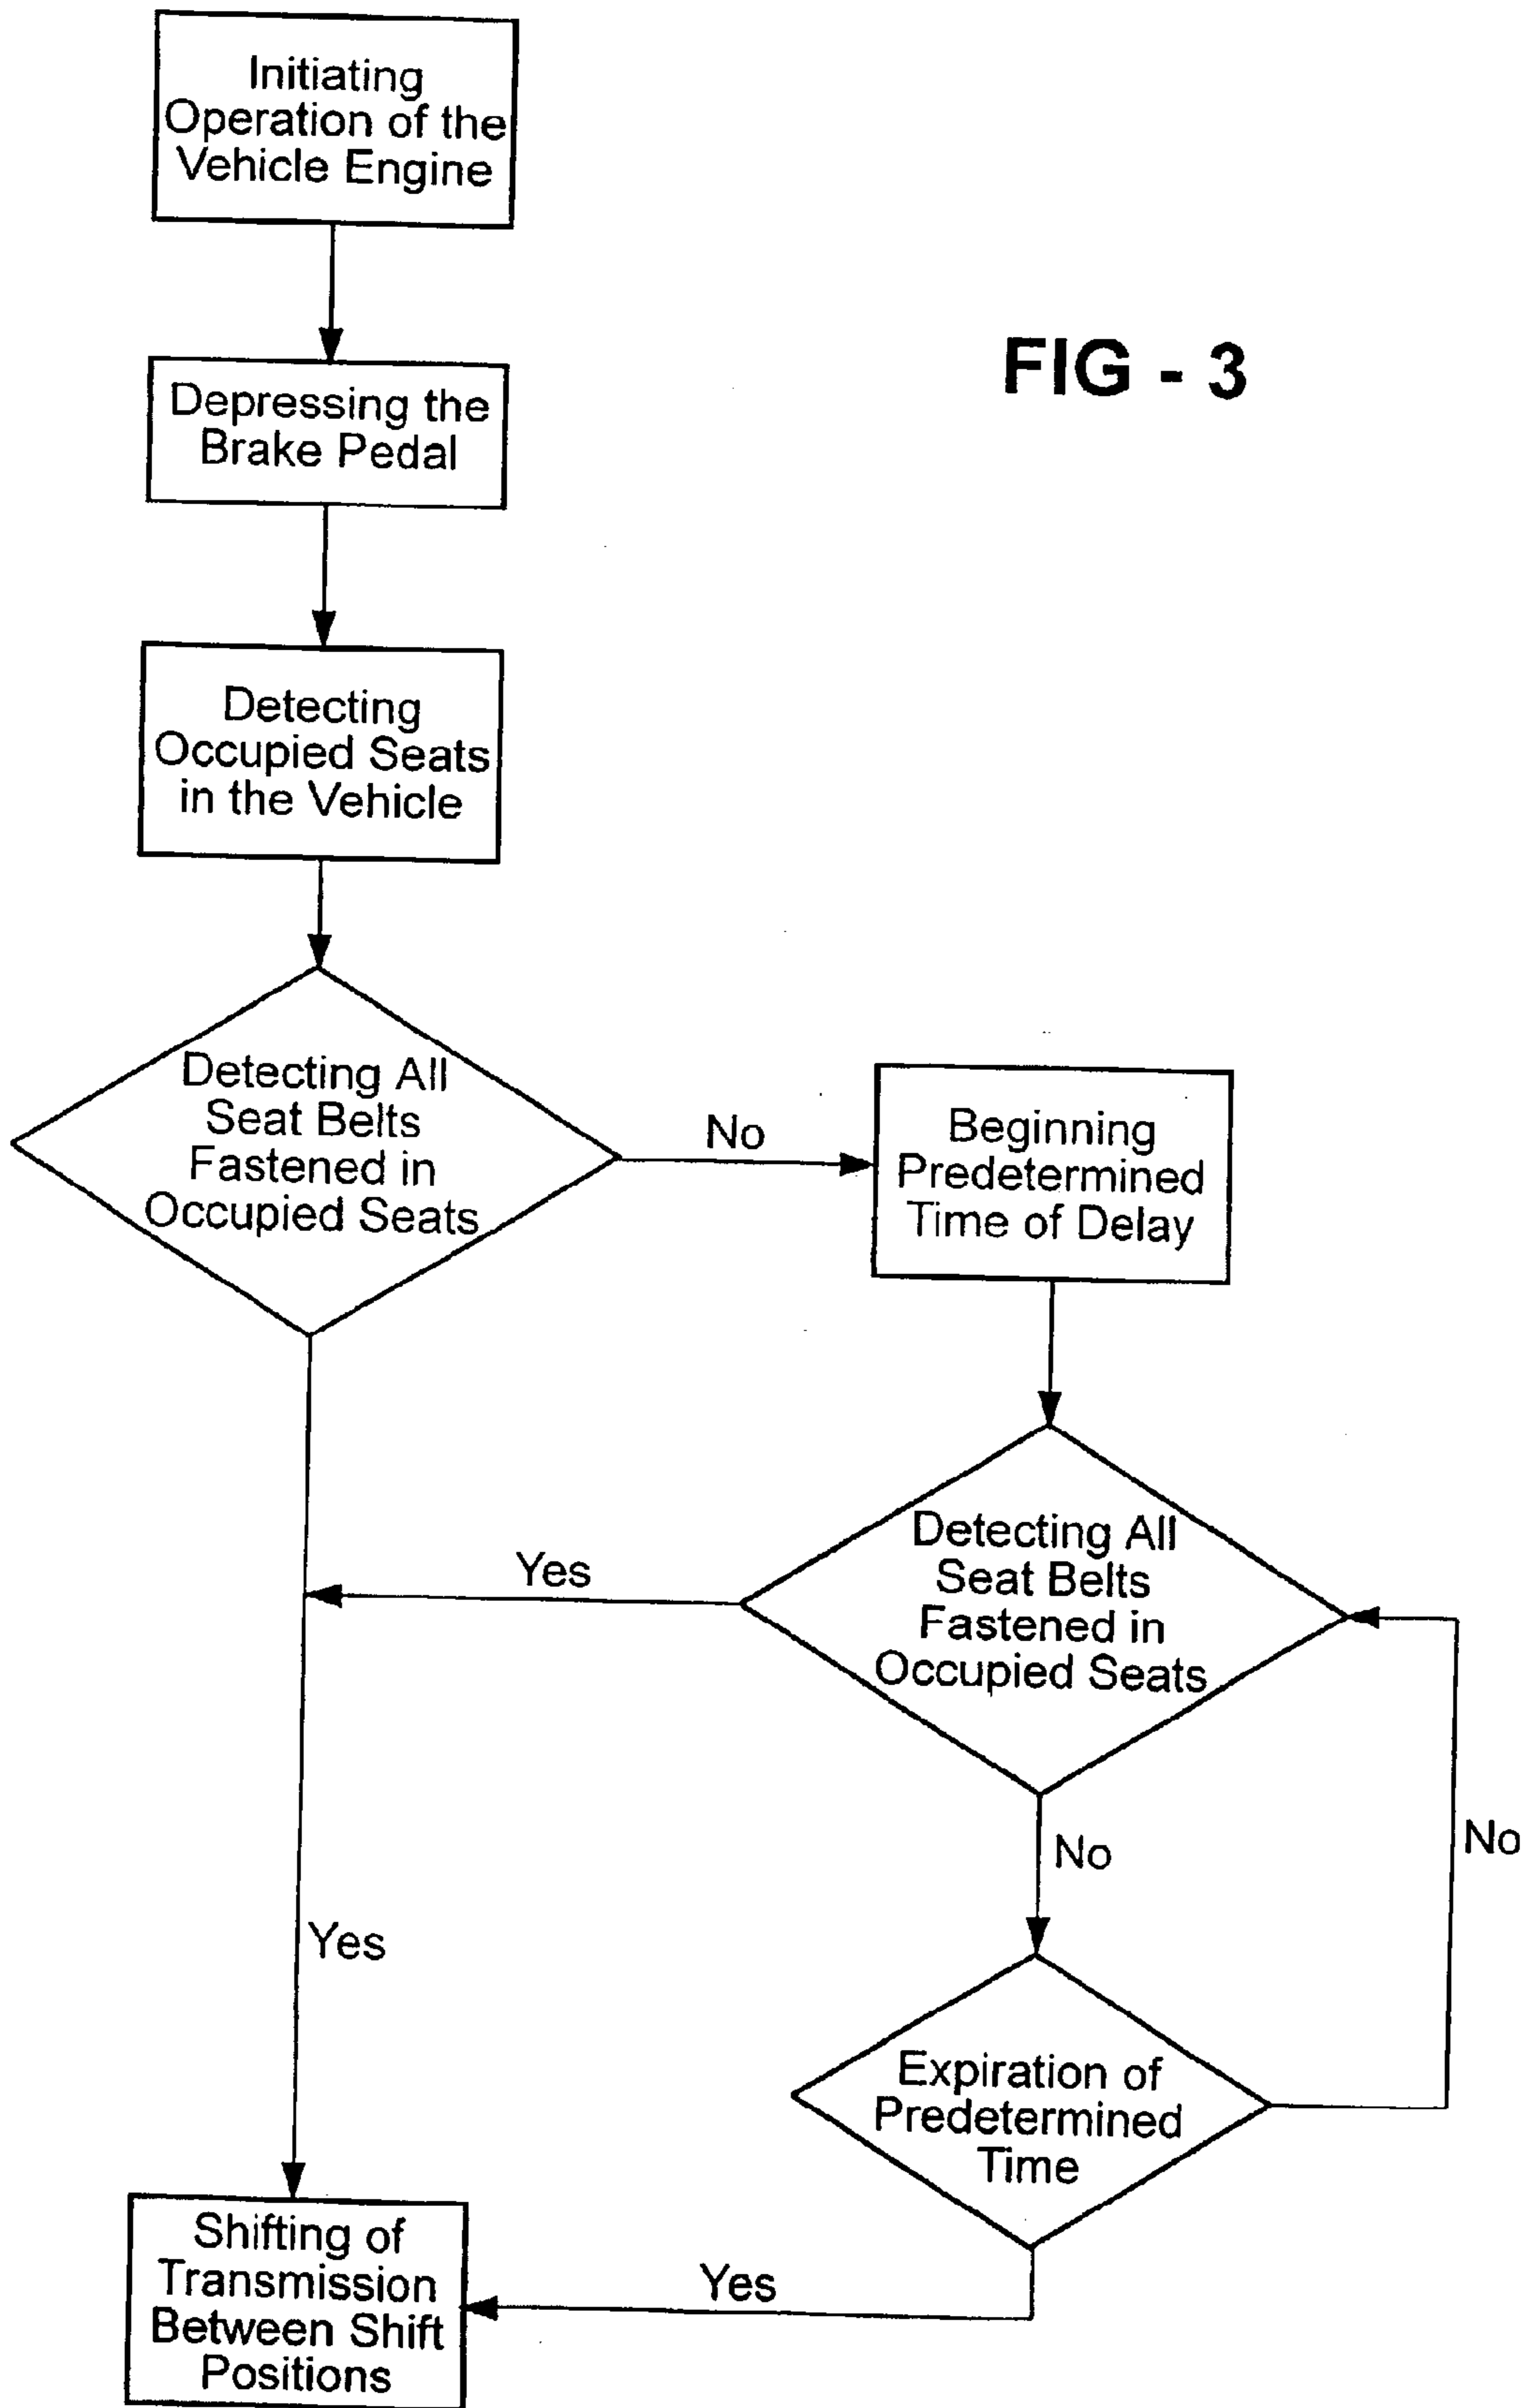 Initiating
Operation of the
Vehicle Engine
FIG - 3
Depressing the
Brake Pedal
Detecting
Occupied Seats
in the Vehicle
Detecting All
Seat Belts
Fastened in
Occupied Seats
No
Beginning
Predetermined
Time of Delay
Detecting All
Seat Belts
Fastened in
Occupied Seats
Yes
No
No
Yes
Expiration of
Predetermined
Time
Yes
Shifting of
Transmission
Between Shift
Positions